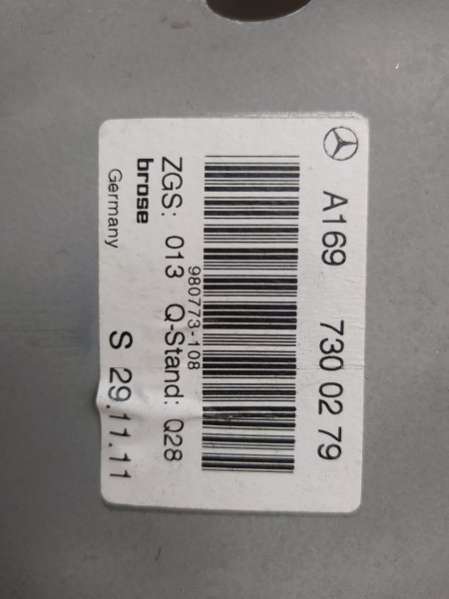 A169 730 02 79
980773-108
ZGS: 013 Q-Stand: Q28
brose
Germany S 29.11.11